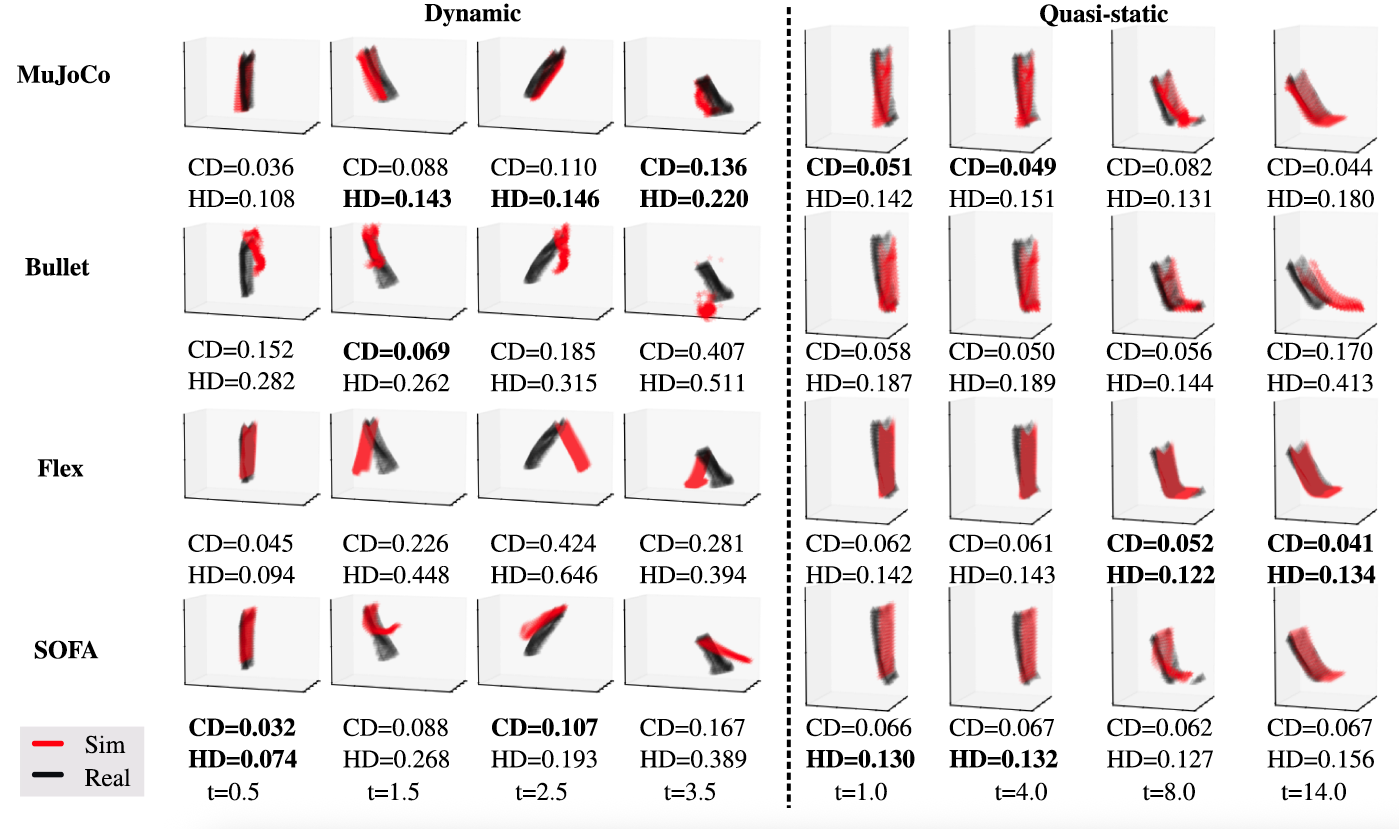 Dynamic Quasi-static
MuJoCo
CD=0.036 CD=0.088 CD=0.110 CD=0.136 CD=0.051 CD=0.049 CD=0.082 CD=0.044
HD=0.108 HD=0.143 HD=0.146 HD=0.220 HD=0.142 HD=0.151 HD=0.131 HD=0.180
Bullet
CD=0.152 CD=0.069 CD=0.185 CD=0.407 CD=0.058 CD=0.050 CD=0.056 CD=0.170
HD=0.282 HD=0.262 HD=0.315 HD=0.511 HD=0.187 HD=0.189 HD=0.144 HD=0.413
Flex
CD=0.045 CD=0.226 CD=0.424 CD=0.281 CD=0.062 CD=0.061 CD=0.052 CD=0.041
HD=0.094 HD=0.448 HD=0.646 HD=0.394 HD=0.142 HD=0.143 HD=0.122 HD=0.134
SOFA
CD=0.032 CD=0.088 CD=0.107 CD=0.167 CD=0.066 CD=0.067 CD=0.062 CD=0.067
HD=0.074 HD=0.268 HD=0.193 HD=0.389 HD=0.130 HD=0.132 HD=0.127 HD=0.156
t=0.5 t=1.5 t=2.5 t=3.5 t=1.0 t=4.0 t=8.0 t=14.0
Sim
Real